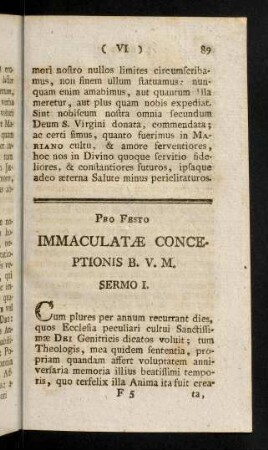 ( VI ) 89
mori nostro nullos limites circumscriba-
mus, non finem ullum statuamus: nun-
quam enim amabimus, aut quantum illa
meretur, aut plus quam nobis expediat.
Sint nobiscum nostra omnia secundum
Deum S. Virgini donata, commendata;
ac certi simus, quanto fuerimus in MA-
RIANO cultu, & amore ferventiores,
hoc nos in Divino quoque servitio fide-
liores, & constantiores futuros, ipsaque
adeo æterna Salute minus periclitaturos.
PRO FESTO
IMMACULATÆ CONCE-
PTIONIS B. V. M.
SERMO I.
Cum plures per annum recurrant dies,
quos Ecclesia peculiari cultui Sanctissi-
mæ DEI Genitricis dicatos voluit; tum
Theologis, mea quidem sententia, pro-
priam quandam affert voluptatem anni-
versaria memoria illius beatissimi tempo-
ris, quo terfelix illa Anima ita fuit crea-
F 5 ta,